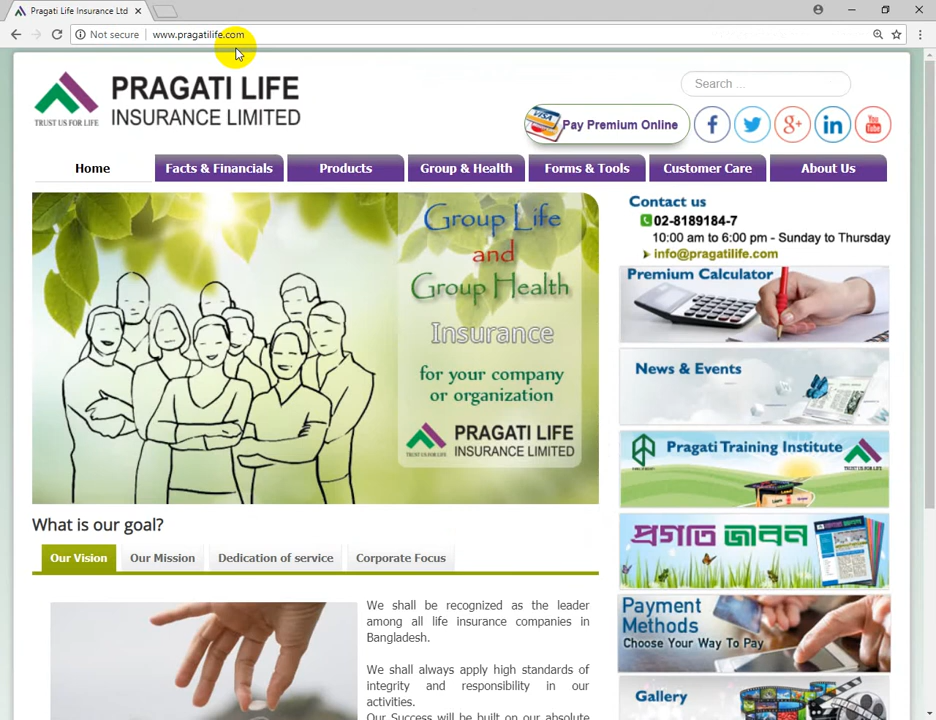 Pragati Life Insurance Ltd
Not secure
www.pragatilife.com
PRAGATI LIFE
INSURANCE LIMITED
TRUST US FOR LIFE
Search ...
VISA
Pay Premium Online
Home
Facts & Financials
Products
Group & Health
Forms & Tools
Customer Care
About Us
Group Life
and
Group Health
Insurance
for your company
or organization
PRAGATI LIFE
INSURANCE LIMITED
TRUST US FOR LIFE
Contact us
02-8189184-7
10:00 am to 6:00 pm - Sunday to Thursday
info@pragatilife.com
Premium Calculator
News & Events
Pragati Training Institute
TRUST US FOR LIFE
প্রগতি জীবন
Payment
Methods
Choose Your Way To Pay
Gallery
What is our goal?
Our Vision
Our Mission
Dedication of service
Corporate Focus
We shall be recognized as the leader
among all life insurance companies in
Bangladesh.
We shall always apply high standards of
integrity and responsibility in our
activities.
Our Success will be built on our absolute